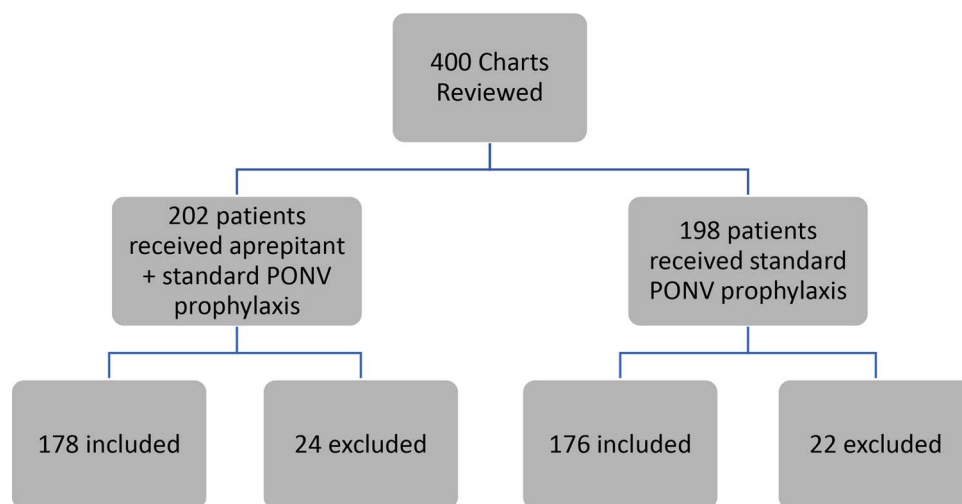 400 Charts
Reviewed
202 patients
received aprepitant
+ standard PONV
prophylaxis
198 patients
received standard
PONV prophylaxis
178 included
24 excluded
176 included
22 excluded